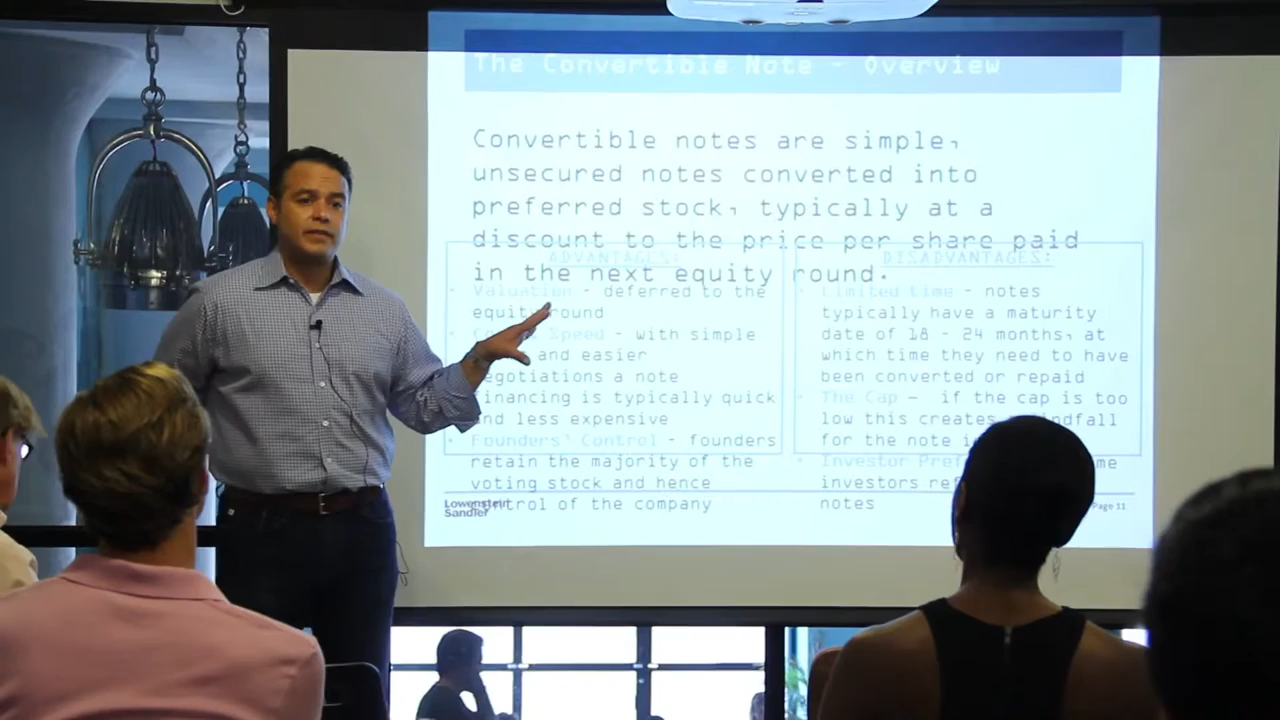 The Convertible Note - Overview
Convertible notes are simple,
unsecured notes converted into
preferred stock, typically at a
discount to the price per share paid
in the next equity round.
ADVANTAGES:
Valuation - deferred to the
equity round
Speed - with simple
and easier
negotiations a note
financing is typically quick
and less expensive
Founders' Control - founders
retain the majority of the
voting stock and hence
control of the company
DISADVANTAGES:
Limited time - notes
typically have a maturity
date of 18 - 24 months, at
which time they need to have
been converted or repaid
The Cap – if the cap is too
low this creates windfall
for the note
Investor
investors
notes
Lowenstein
Sandler
Page 11